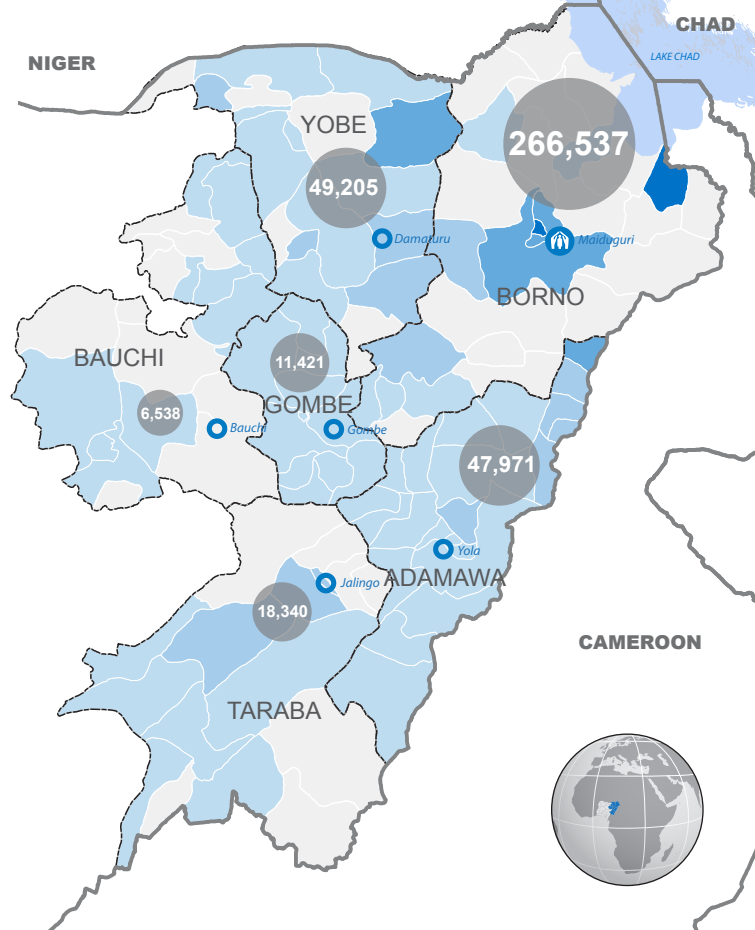 CHAD
NIGER
LAKE CHAD
YOBE
266,537
49,205
Damaturu
Maiduguri
BORNO
BAUCHI
11,421
GOMBE
6,538
Bauchi
Gombe
47,971
Yola
ADAMAWA
Jalingo
18,340
CAMEROON
TARABA